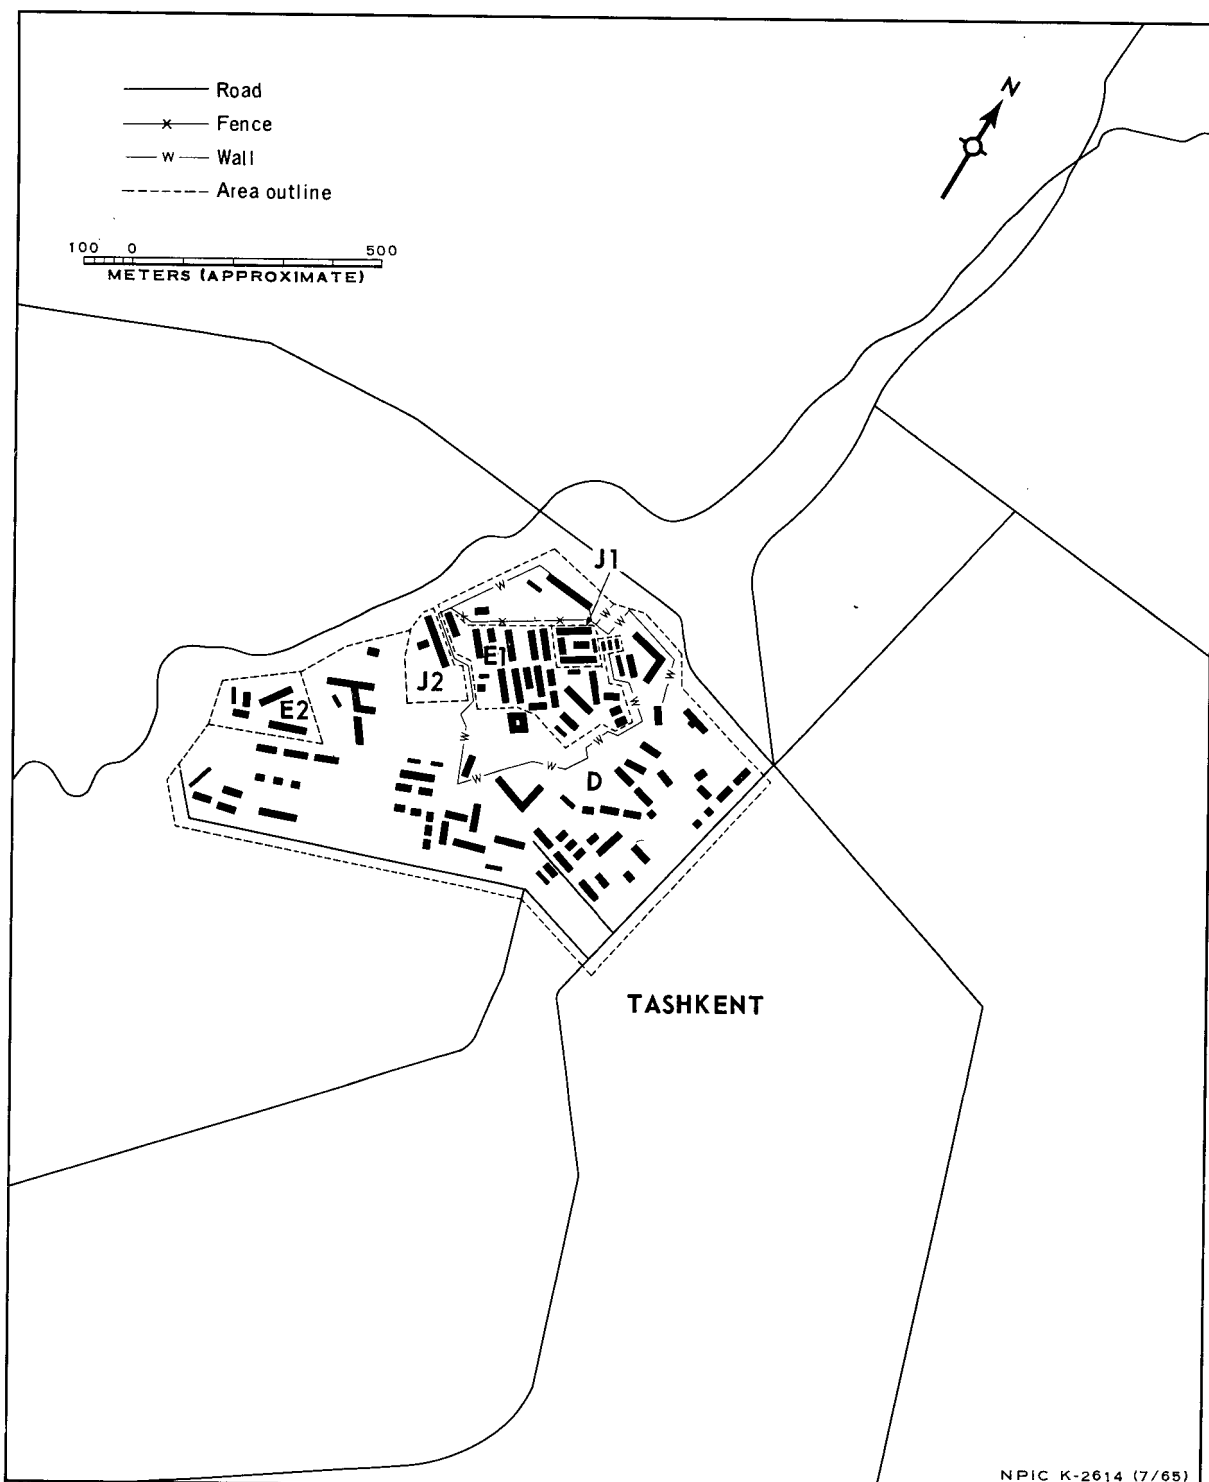 Road
x Fence
W Wall
Area outline
N
100 0 500
METERS (APPROXIMATE)
J1
W
W
W
x
x
x
E1
W
J2
E2
W
W
W
W
W
D
TASHKENT
NPIC K-2614 (7/65)